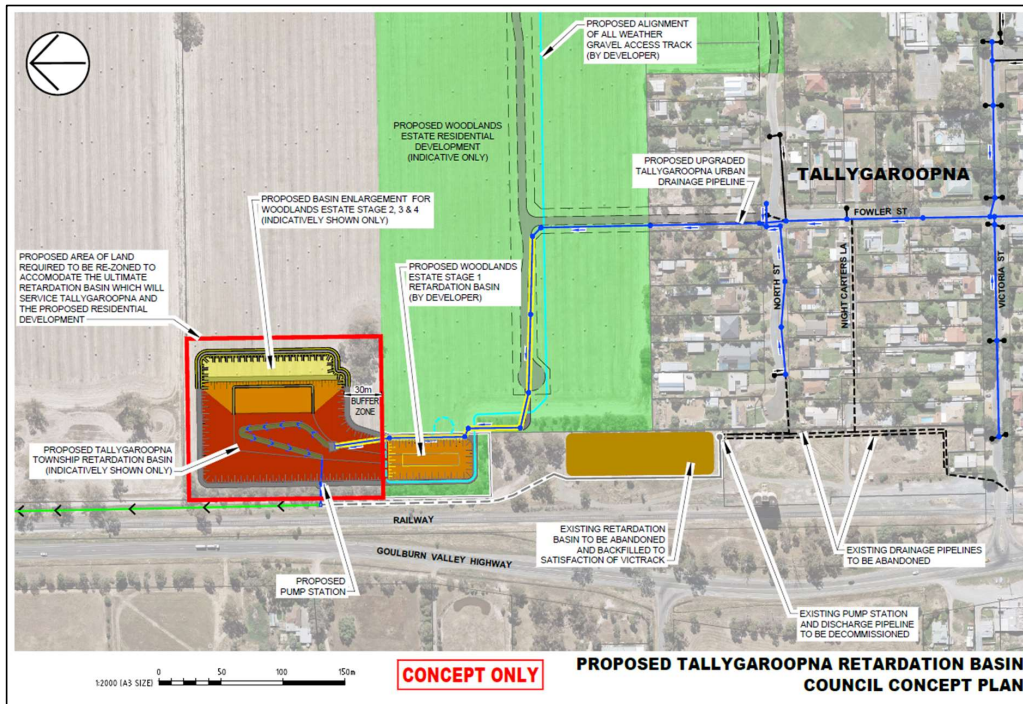 PROPOSED ALIGNMENT
OF ALL WEATHER
GRAVEL ACCESS TRACK
(BY DEVELOPER)
PROPOSED WOODLANDS
ESTATE RESIDENTIAL
DEVELOPMENT
(INDICATIVE ONLY)
PROPOSED UPGRADED
TALLYGAROOPNA URBAN
DRAINAGE PIPELINE
TALLYGAROOPNA
PROPOSED BASIN ENLARGEMENT FOR
WOODLANDS ESTATE STAGE 2, 3 & 4
(INDICATIVELY SHOWN ONLY)
FOWLER ST
PROPOSED AREA OF LAND
REQUIRED TO BE RE-ZONED TO
ACCOMODATE THE ULTIMATE
RETARDATION BASIN WHICH WILL
SERVICE TALLYGAROOPNA AND
THE PROPOSED RESIDENTIAL
DEVELOPMENT
PROPOSED WOODLANDS
ESTATE STAGE 1
RETARDATION BASIN
(BY DEVELOPER)
NORTH ST
NIGHT CARTERS LA
VICTORIA ST
30m
BUFFER
ZONE
PROPOSED TALLYGAROOPNA
TOWNSHIP RETARDATION BASIN
(INDICATIVELY SHOWN ONLY)
RAILWAY
GOULBURN VALLEY HIGHWAY
EXISTING RETARDATION
BASIN TO BE ABANDONED
AND BACKFILLED TO
SATISFACTION OF VICTRACK
EXISTING DRAINAGE PIPELINES
TO BE ABANDONED
PROPOSED
PUMP STATION
EXISTING PUMP STATION
AND DISCHARGE PIPELINE
TO BE DECOMMISSIONED
1:2000 (A3 SIZE)
0 50 100 150m
CONCEPT ONLY
PROPOSED TALLYGAROOPNA RETARDATION BASIN
COUNCIL CONCEPT PLAN